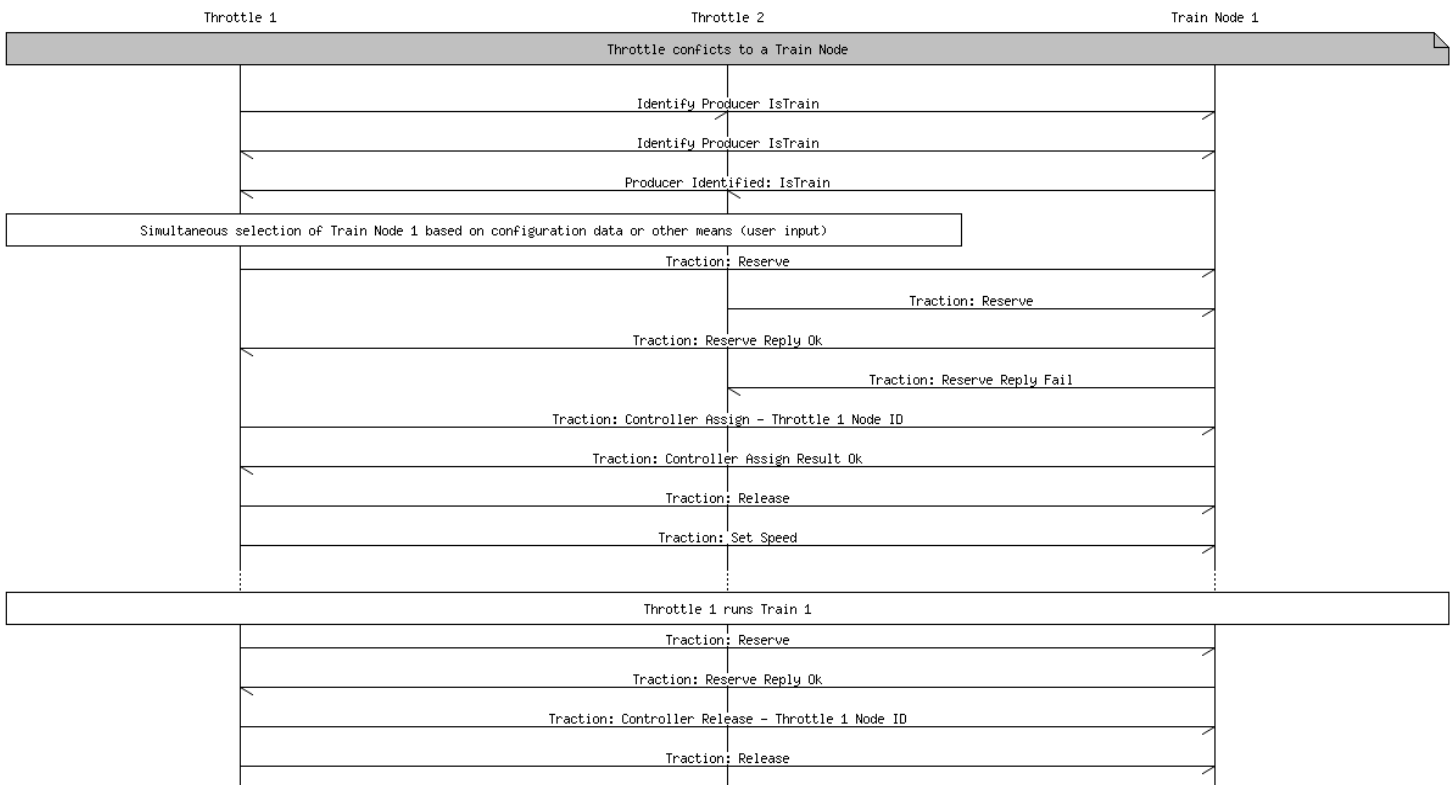 Throttle 1
Throttle 2
Train Node 1
Throttle conficts to a Train Node
Identify Producer IsTrain
Identify Producer IsTrain
Producer Identified: IsTrain
Simultaneous selection of Train Node 1 based on configuration data or other means (user input)
Traction: Reserve
Traction: Reserve
Traction: Reserve Reply Ok
Traction: Reserve Reply Fail
Traction: Controller Assign - Throttle 1 Node ID
Traction: Controller Assign Result Ok
Traction: Release
Traction: Set Speed
Throttle 1 runs Train 1
Traction: Reserve
Traction: Reserve Reply Ok
Traction: Controller Release - Throttle 1 Node ID
Traction: Release